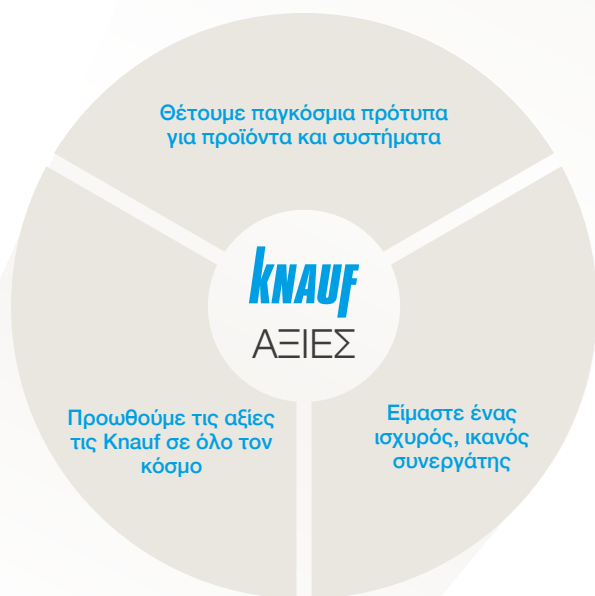 Θέτουμε παγκόσμια πρότυπα
για προϊόντα και συστήματα
KNAUF
ΑΞΙΕΣ
Προωθούμε τις αξίες
τις Knauf σε όλο τον
κόσμο
Είμαστε ένας
ισχυρός, ικανός
συνεργάτης